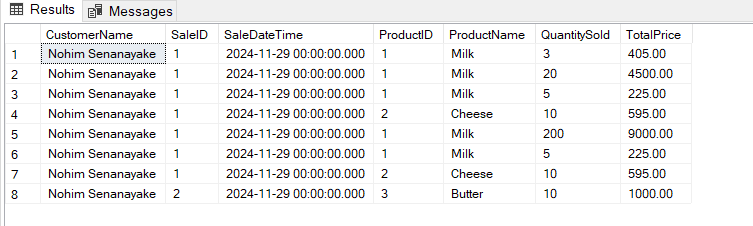 Results Messages
CustomerName SaleID SaleDateTime ProductID ProductName QuantitySold TotalPrice
1 Nohim Senanayake 1 2024-11-29 00:00:00.000 1 Milk 3 405.00
2 Nohim Senanayake 1 2024-11-29 00:00:00.000 1 Milk 20 4500.00
3 Nohim Senanayake 1 2024-11-29 00:00:00.000 1 Milk 5 225.00
4 Nohim Senanayake 1 2024-11-29 00:00:00.000 2 Cheese 10 595.00
5 Nohim Senanayake 1 2024-11-29 00:00:00.000 1 Milk 200 9000.00
6 Nohim Senanayake 1 2024-11-29 00:00:00.000 1 Milk 5 225.00
7 Nohim Senanayake 1 2024-11-29 00:00:00.000 2 Cheese 10 595.00
8 Nohim Senanayake 2 2024-11-29 00:00:00.000 3 Butter 10 1000.00